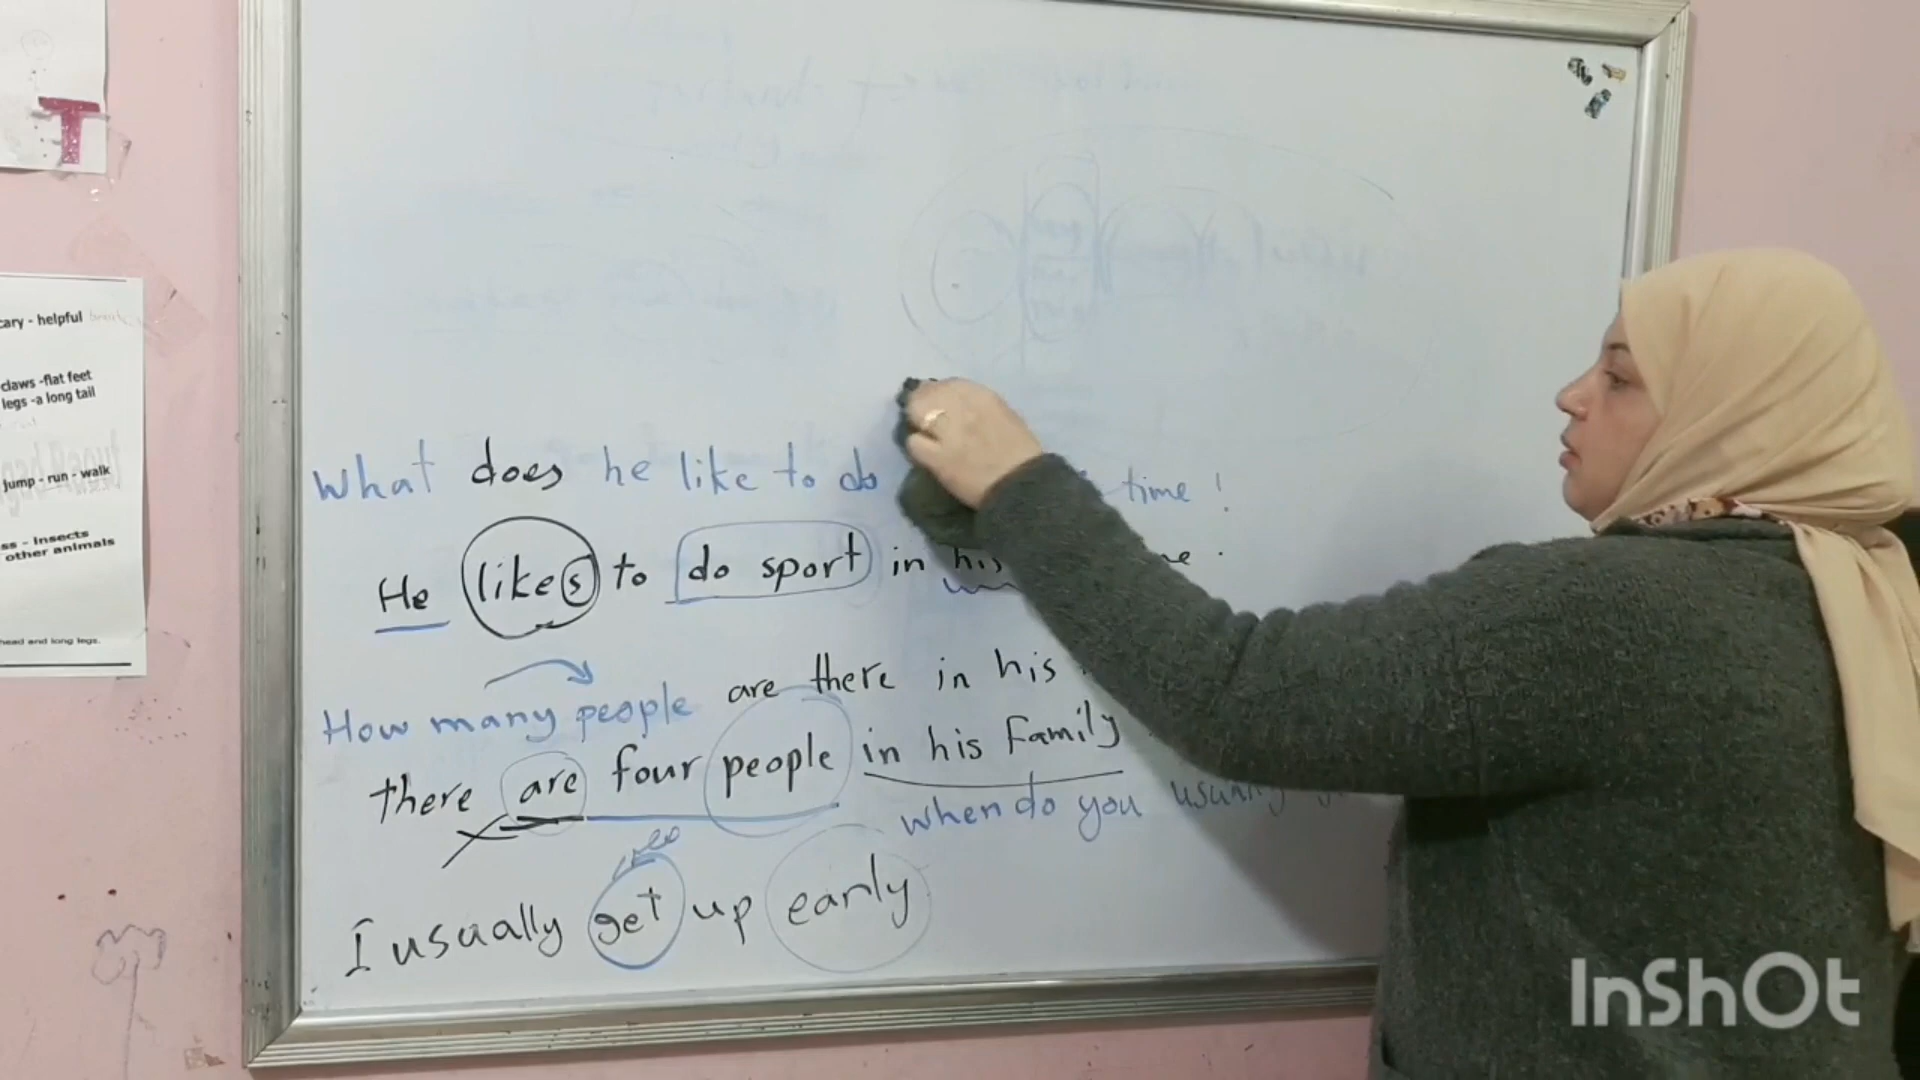 T
cary - helpful
claws -flat feet
legs -a long tail
jump - run - walk
ss - Insects
other animals
head and long legs.
What does he like to do time !
He likes to do sport in his
How many people are there in his
there are four people in his Family
when do you usually
I usually get up early
InShOt